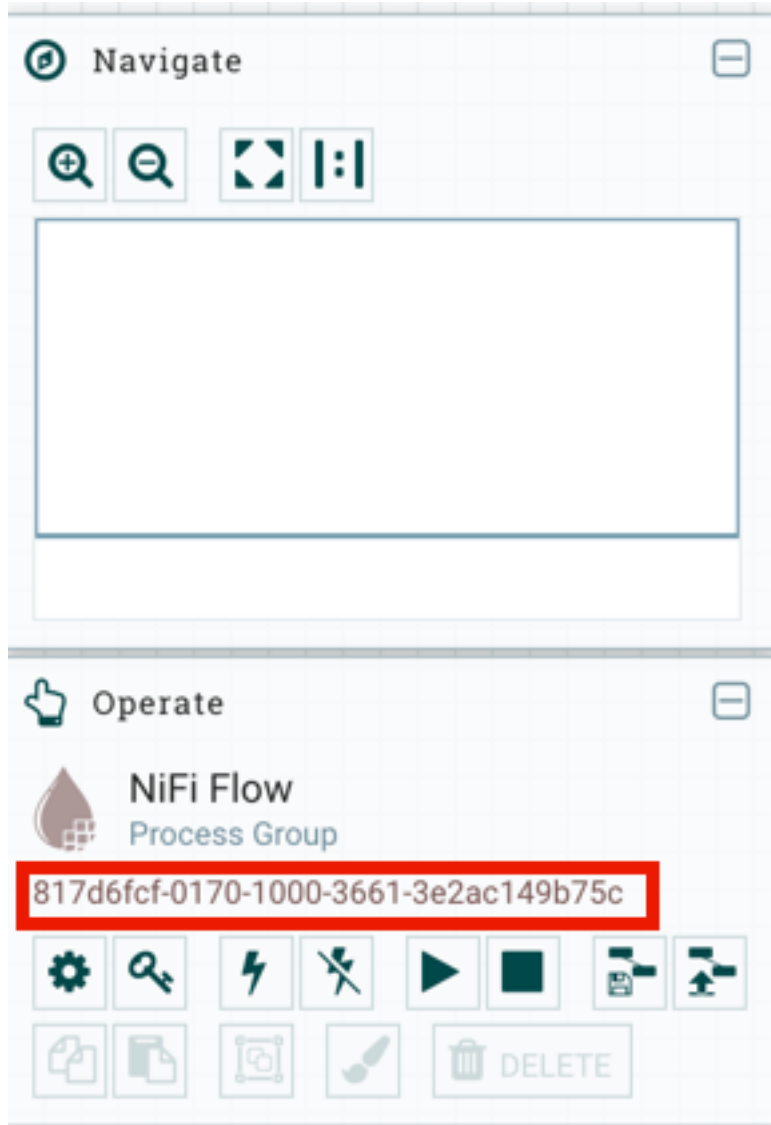 Navigate
Operate
NiFi Flow
Process Group
817d6fcf-0170-1000-3661-3e2ac149b75c
DELETE